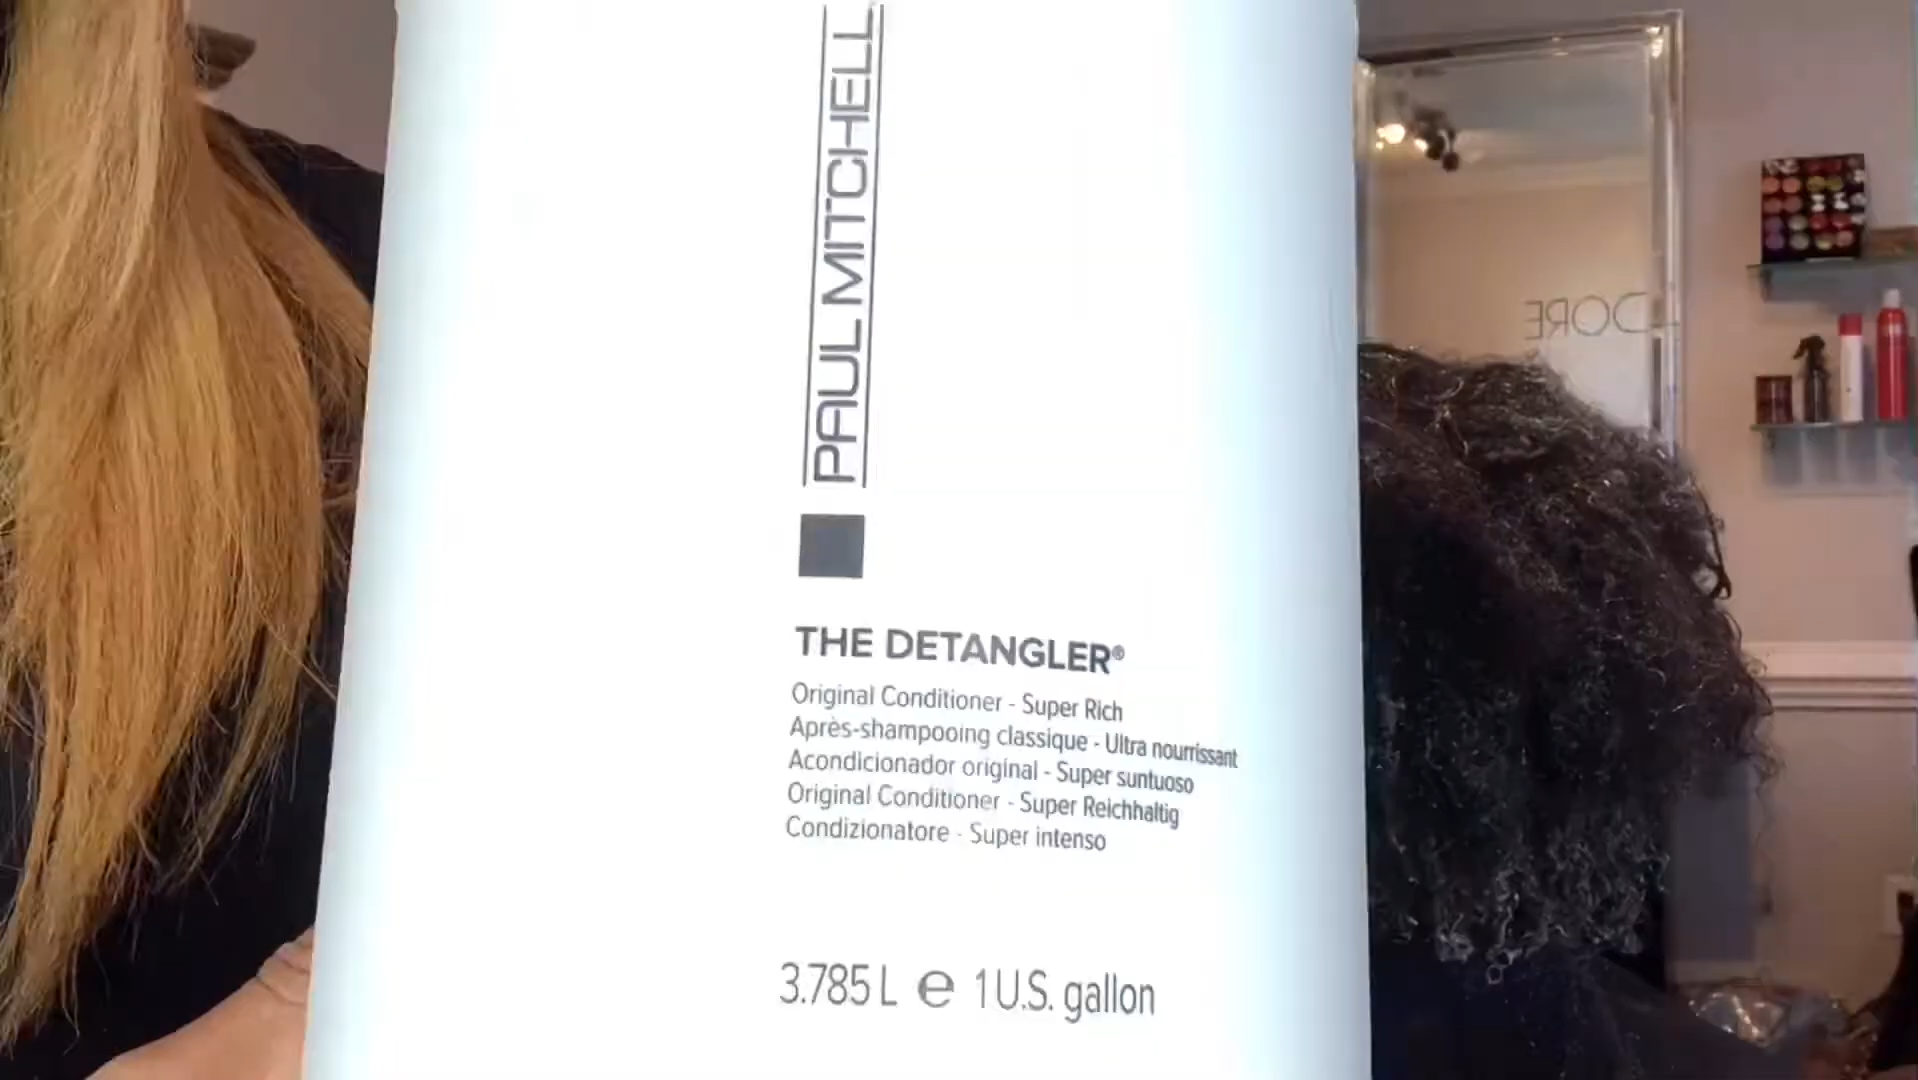 PAUL MITCHELL
THE DETANGLER®
Original Conditioner - Super Rich
Après-shampooing classique - Ultra nourrissant
Acondicionador original - Super suntuoso
Original Conditioner - Super Reichhaltig
Condizionatore - Super intenso
3.785 L ℮ 1 U.S. gallon
DORE